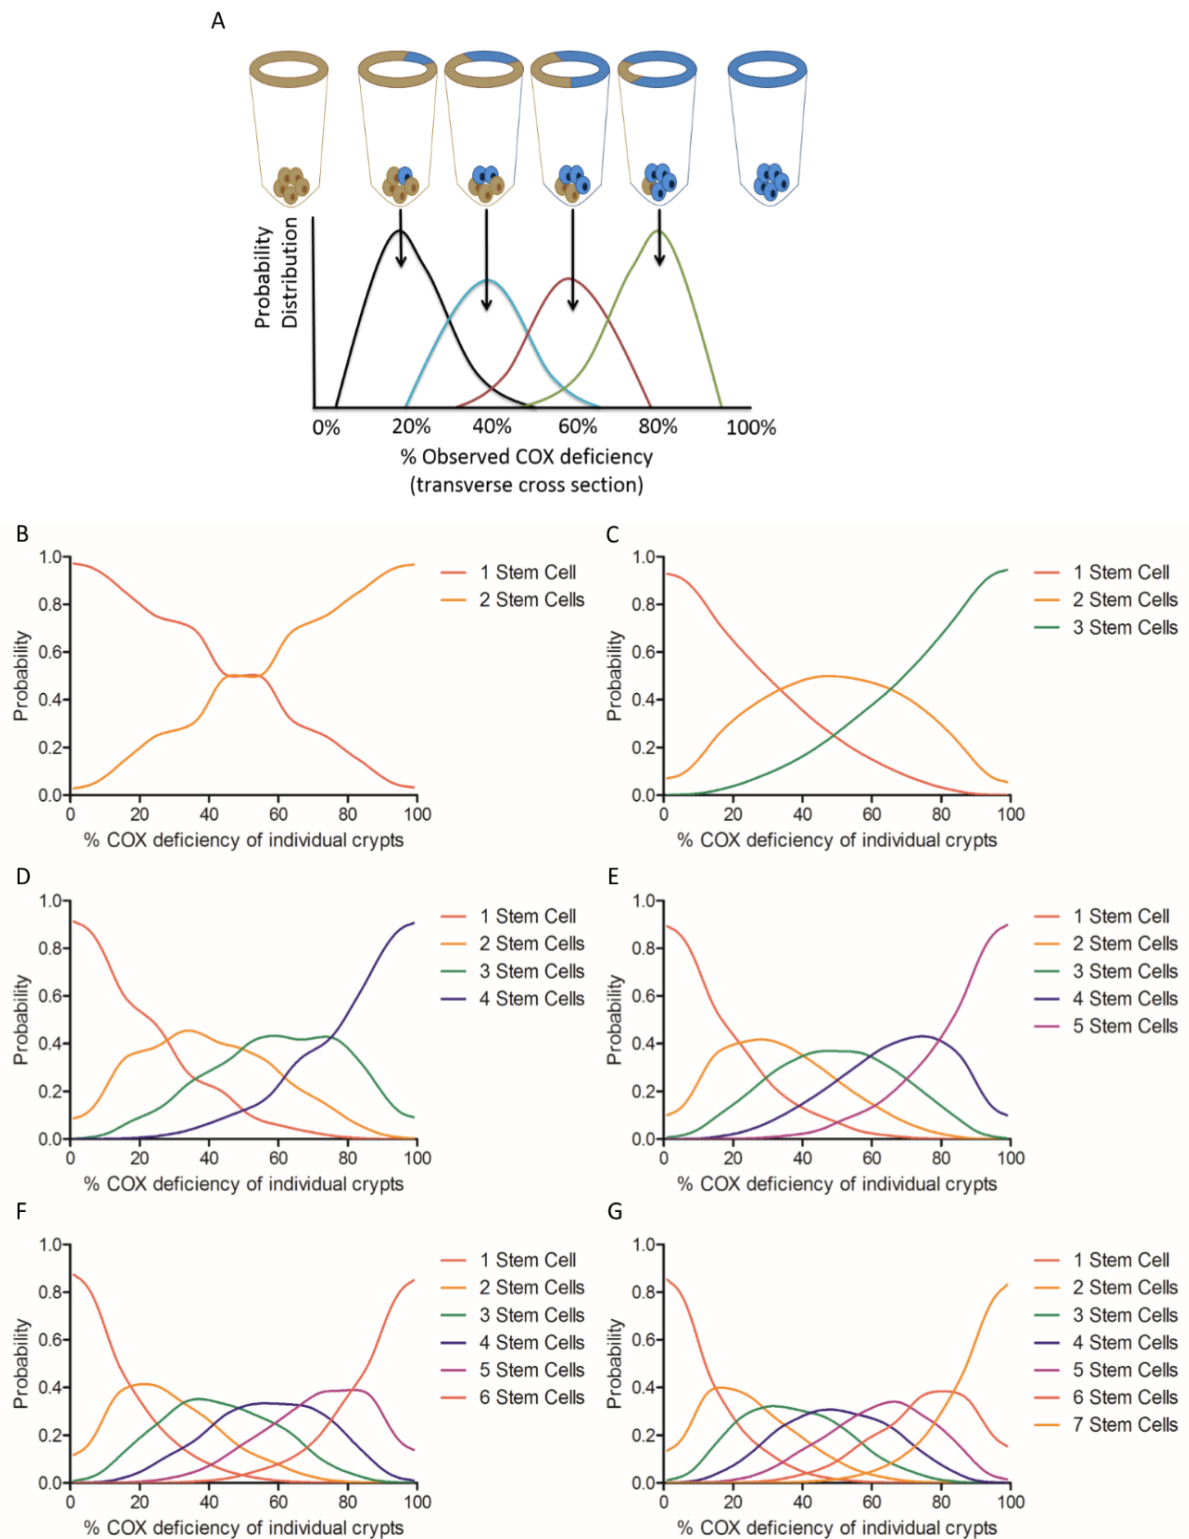 A
Probability
Distribution
0% 20% 40% 60% 80% 100%
% Observed COX deficiency
(transverse cross section)
B
1.0
0.8
0.6
0.4
0.2
0.0
Probability
0 20 40 60 80 100
% COX deficiency of individual crypts
1 Stem Cell
2 Stem Cells
C
1.0
0.8
0.6
0.4
0.2
0.0
Probability
0 20 40 60 80 100
% COX deficiency of individual crypts
1 Stem Cell
2 Stem Cells
3 Stem Cells
D
1.0
0.8
0.6
0.4
0.2
0.0
Probability
0 20 40 60 80 100
% COX deficiency of individual crypts
1 Stem Cell
2 Stem Cells
3 Stem Cells
4 Stem Cells
E
1.0
0.8
0.6
0.4
0.2
0.0
Probability
0 20 40 60 80 100
% COX deficiency of individual crypts
1 Stem Cell
2 Stem Cells
3 Stem Cells
4 Stem Cells
5 Stem Cells
F
1.0
0.8
0.6
0.4
0.2
0.0
Probability
0 20 40 60 80 100
% COX deficiency of individual crypts
1 Stem Cell
2 Stem Cells
3 Stem Cells
4 Stem Cells
5 Stem Cells
6 Stem Cells
G
1.0
0.8
0.6
0.4
0.2
0.0
Probability
0 20 40 60 80 100
% COX deficiency of individual crypts
1 Stem Cell
2 Stem Cells
3 Stem Cells
4 Stem Cells
5 Stem Cells
6 Stem Cells
7 Stem Cells